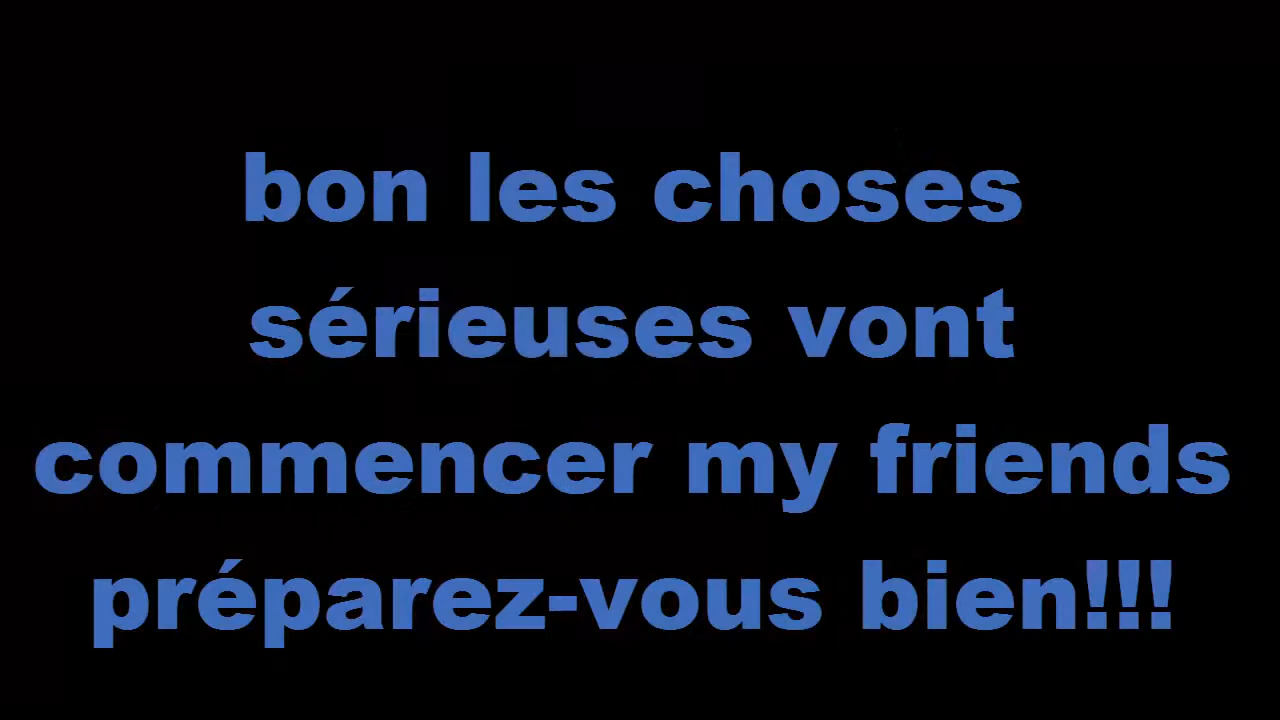 bon les choses
sérieuses vont
commencer my friends
préparez-vous bien!!!